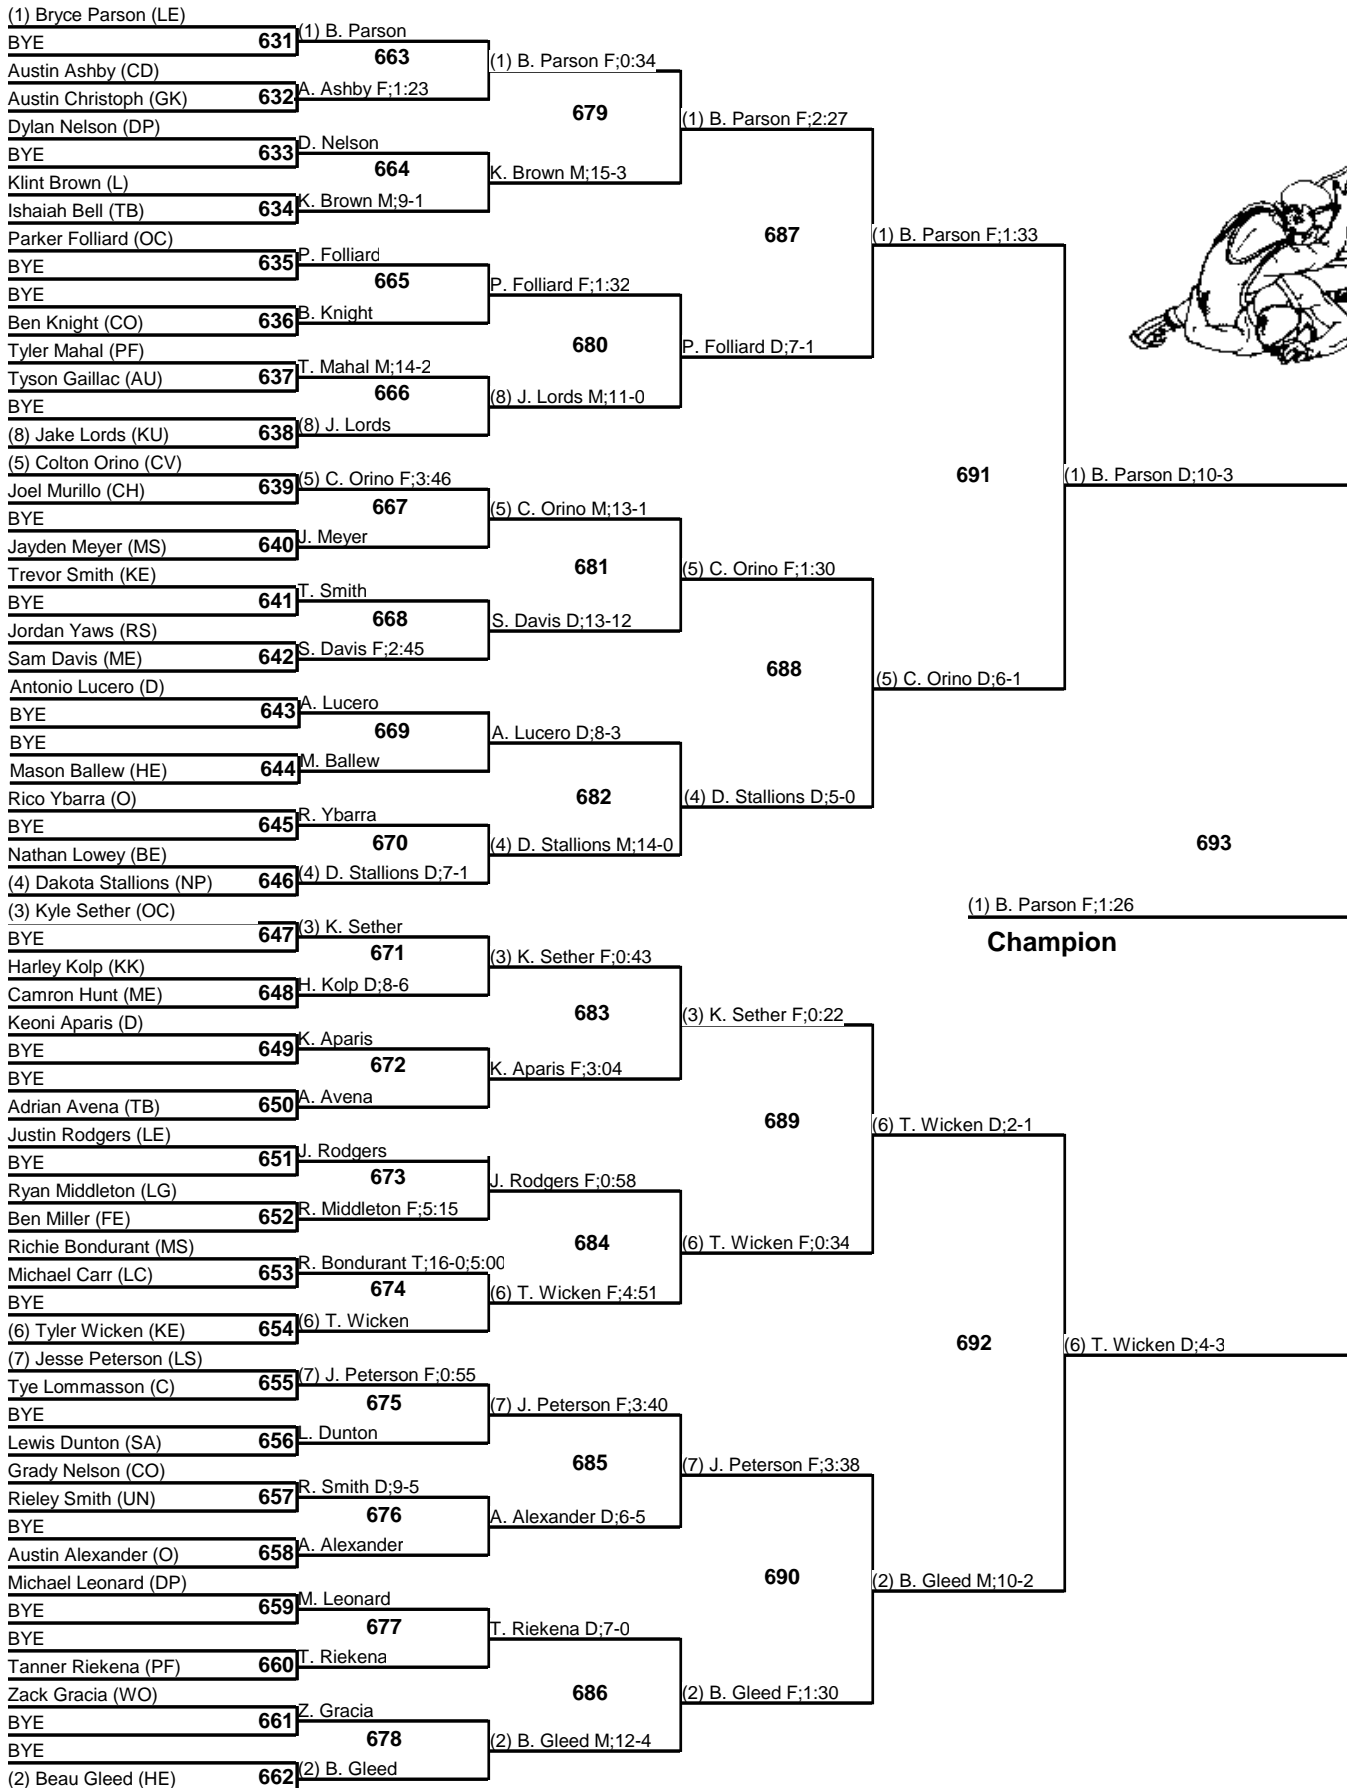 (1) Bryce Parson (LE)
BYE
631
Austin Ashby (CD)
Austin Christoph (GK)
632
Dylan Nelson (DP)
BYE
633
Klint Brown (L)
Ishaiah Bell (TB)
634
Parker Folliard (OC)
BYE
635
BYE
Ben Knight (CO)
636
Tyler Mahal (PF)
Tyson Gaillac (AU)
637
BYE
(8) Jake Lords (KU)
638
(5) Colton Orino (CV)
Joel Murillo (CH)
639
BYE
Jayden Meyer (MS)
640
Trevor Smith (KE)
BYE
641
Jordan Yaws (RS)
Sam Davis (ME)
642
Antonio Lucero (D)
BYE
643
BYE
Mason Ballew (HE)
644
Rico Ybarra (O)
BYE
645
Nathan Lowey (BE)
(4) Dakota Stallions (NP)
646
(3) Kyle Sether (OC)
BYE
647
Harley Kolp (KK)
Camron Hunt (ME)
648
Keoni Aparis (D)
BYE
649
BYE
Adrian Avena (TB)
650
Justin Rodgers (LE)
BYE
651
Ryan Middleton (LG)
Ben Miller (FE)
652
Richie Bondurant (MS)
Michael Carr (LC)
653
BYE
(6) Tyler Wicken (KE)
654
(7) Jesse Peterson (LS)
Tye Lommasson (C)
655
BYE
Lewis Dunton (SA)
656
Grady Nelson (CO)
Rieley Smith (UN)
657
BYE
Austin Alexander (O)
658
Michael Leonard (DP)
BYE
659
BYE
Tanner Riekena (PF)
660
Zack Gracia (WO)
BYE
661
BYE
(2) Beau Gleed (HE)
662
(1) B. Parson
663
A. Ashby F;1:23
D. Nelson
664
K. Brown M;9-1
P. Folliard
665
B. Knight
T. Mahal M;14-2
666
(8) J. Lords
(5) C. Orino F;3:46
667
J. Meyer
T. Smith
668
S. Davis F;2:45
A. Lucero
669
M. Ballew
R. Ybarra
670
(4) D. Stallions D;7-1
(3) K. Sether
671
H. Kolp D;8-6
K. Aparis
672
A. Avena
J. Rodgers
673
R. Middleton F;5:15
R. Bondurant T;16-0;5:00
674
(6) T. Wicken
(7) J. Peterson F;0:55
675
L. Dunton
R. Smith D;9-5
676
A. Alexander
M. Leonard
677
T. Riekena
Z. Gracia
678
(2) B. Gleed
(1) B. Parson F;0:34
679
K. Brown M;15-3
P. Folliard F;1:32
680
(8) J. Lords M;11-0
(5) C. Orino M;13-1
681
S. Davis D;13-12
A. Lucero D;8-3
682
(4) D. Stallions M;14-0
(3) K. Sether F;0:43
683
K. Aparis F;3:04
J. Rodgers F;0:58
684
(6) T. Wicken F;4:51
(7) J. Peterson F;3:40
685
A. Alexander D;6-5
T. Riekena D;7-0
686
(2) B. Gleed M;12-4
(1) B. Parson F;2:27
687
P. Folliard D;7-1
(5) C. Orino F;1:30
688
(4) D. Stallions D;5-0
(3) K. Sether F;0:22
689
(6) T. Wicken F;0:34
(7) J. Peterson F;3:38
690
(2) B. Gleed F;1:30
(1) B. Parson F;1:33
691
(5) C. Orino D;6-1
(6) T. Wicken D;2-1
692
(2) B. Gleed M;10-2
(1) B. Parson D;10-3
693
(6) T. Wicken D;4-3
(1) B. Parson F;1:26
Champion